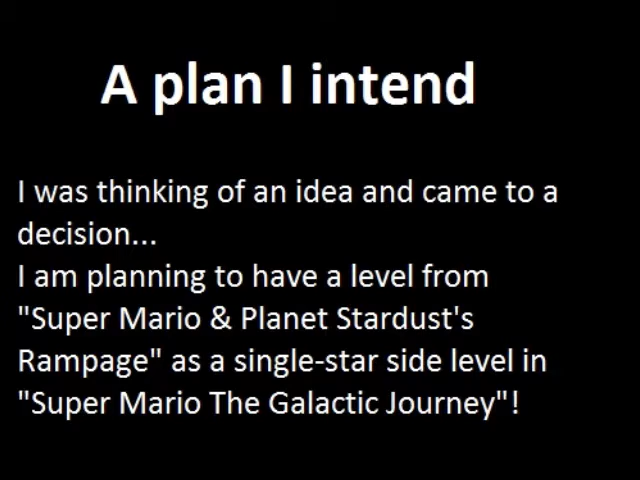 A plan I intend
I was thinking of an idea and came to a
decision...
I am planning to have a level from
"Super Mario & Planet Stardust's
Rampage" as a single-star side level in
"Super Mario The Galactic Journey"!